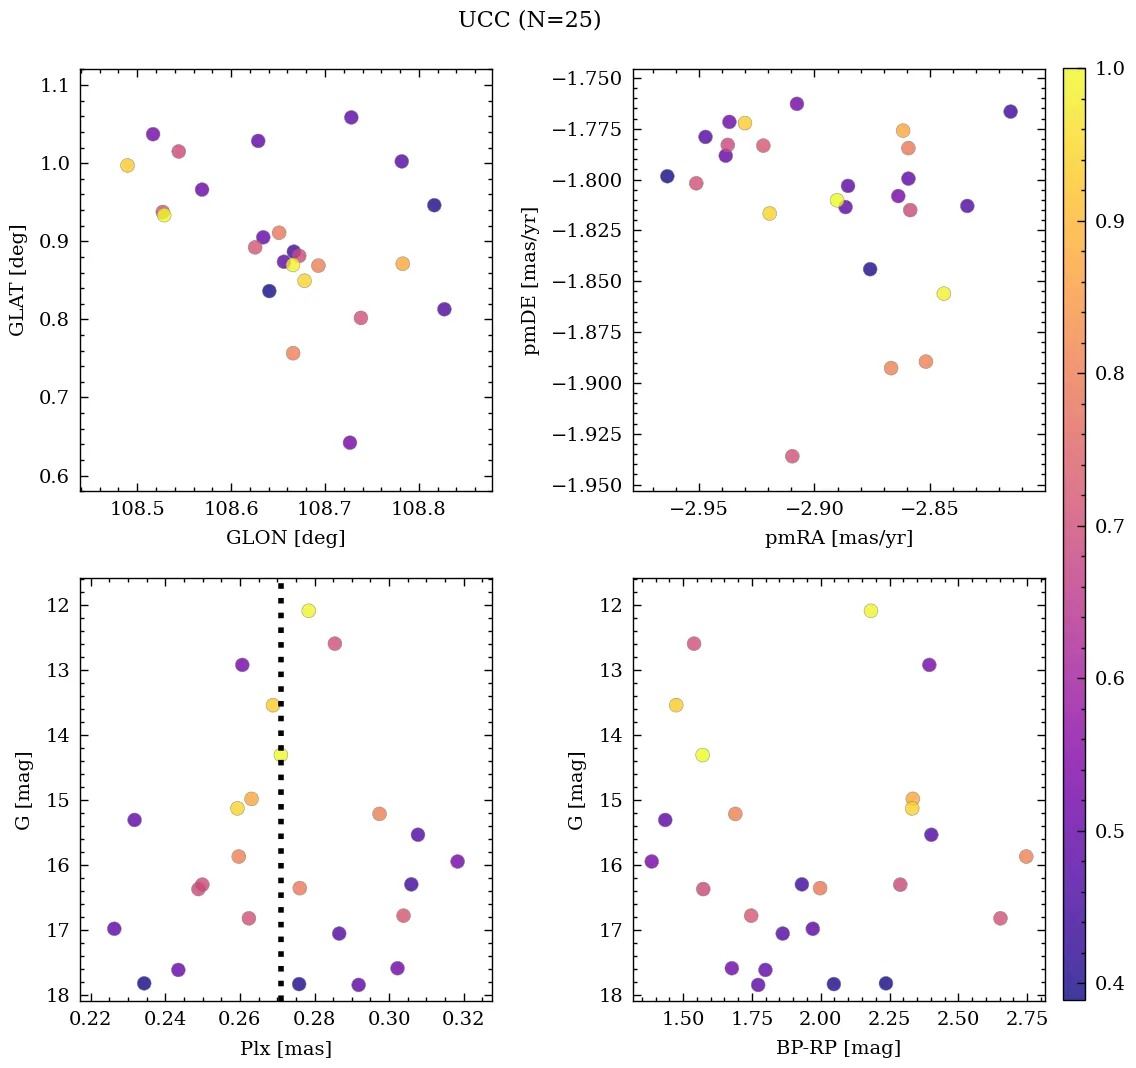 UCC (N=25)
1.1
1.0
0.9
0.8
0.7
0.6
GLAT [deg]
108.5 108.6 108.7 108.8
GLON [deg]
−1.750
−1.775
−1.800
−1.825
−1.850
−1.875
−1.900
−1.925
−1.950
pmDE [mas/yr]
−2.95 −2.90 −2.85
pmRA [mas/yr]
12
13
14
15
16
17
18
G [mag]
0.22 0.24 0.26 0.28 0.30 0.32
Plx [mas]
12
13
14
15
16
17
18
G [mag]
1.50 1.75 2.00 2.25 2.50 2.75
BP-RP [mag]
1.0
0.9
0.8
0.7
0.6
0.5
0.4